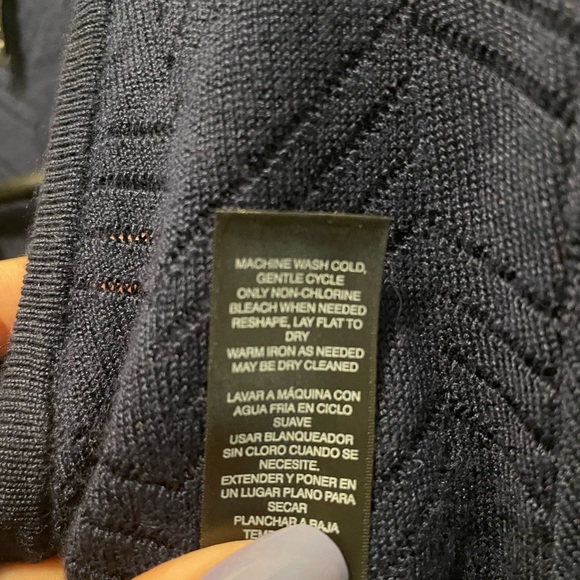 MACHINE WASH COLD,
GENTLE CYCLE
ONLY NON-CHLORINE
BLEACH WHEN NEEDED
RESHAPE, LAY FLAT TO
DRY
WARM IRON AS NEEDED
MAY BE DRY CLEANED
LAVAR A MÁQUINA CON
AGUA FRIA EN CICLO
SUAVE
USAR BLANQUEADOR
SIN CLORO CUANDO SE
NECESITE.
EXTENDER Y PONER EN
UN LUGAR PLANO PARA
SECAR
PLANCHAR A BAJA